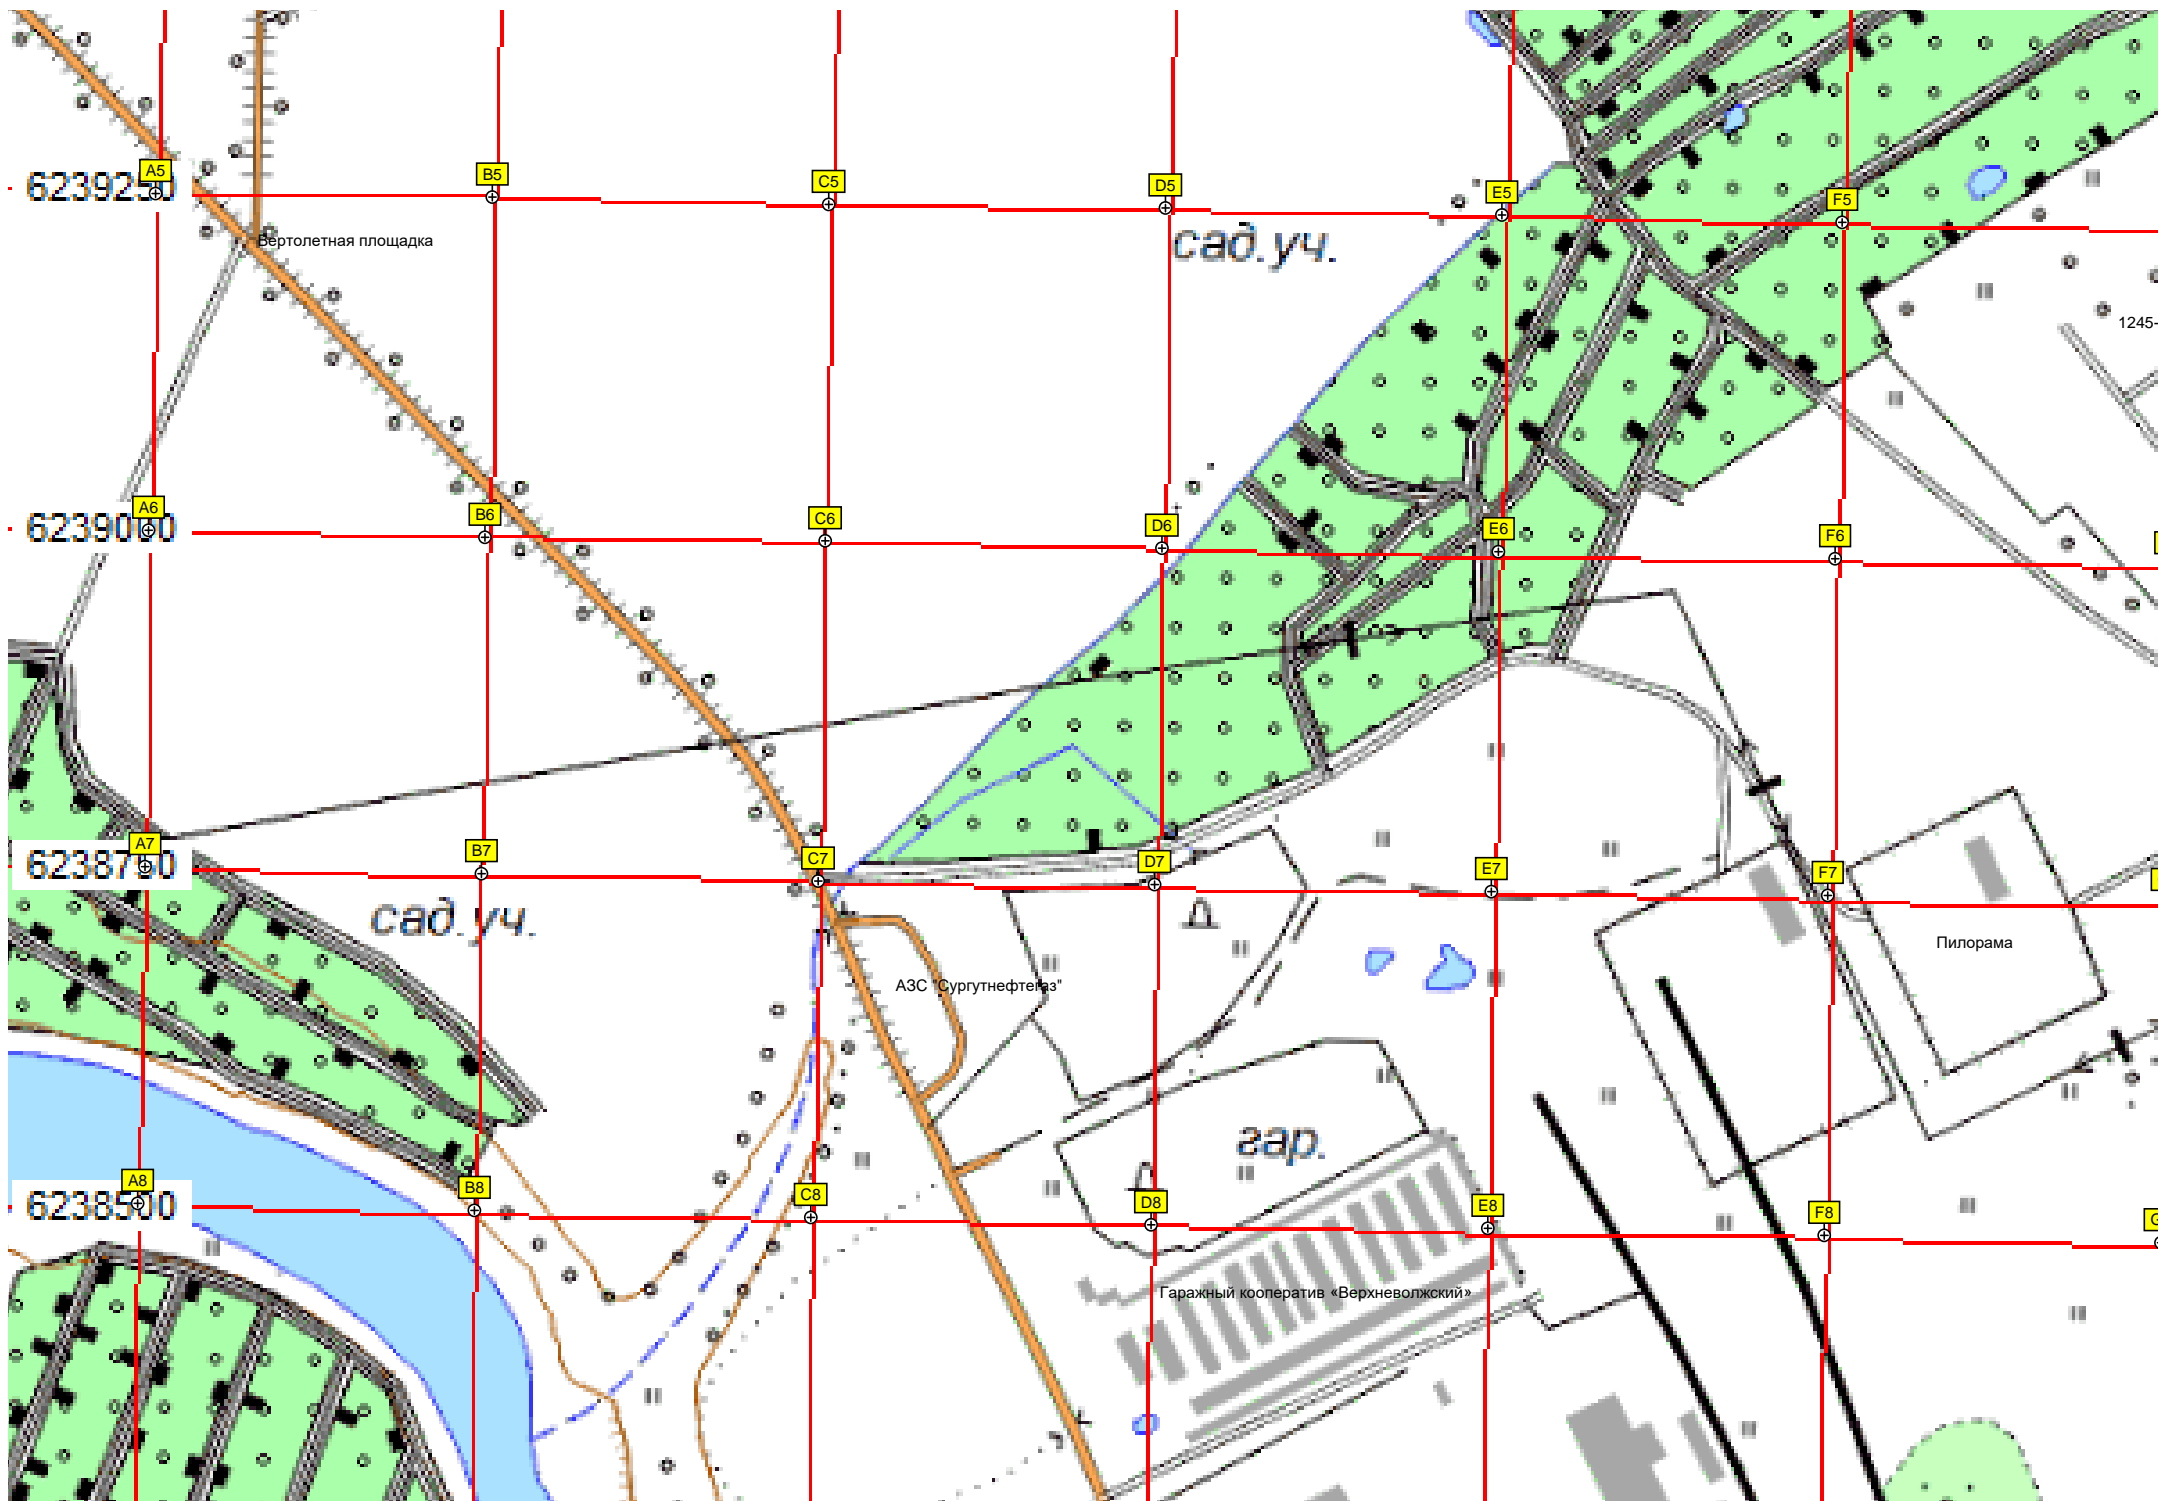 A5
B5
C5
D5
E5
F5
6239250
Вертолетная площадка
сад.уч.
1245-
A6
B6
C6
D6
E6
F6
6239000
A7
B7
C7
D7
E7
F7
6238750
сад.уч.
Пилорама
АЗС "Сургутнефтегаз"
гар.
A8
B8
C8
D8
E8
F8
6238500
Гаражный кооператив «Верхневолжский»